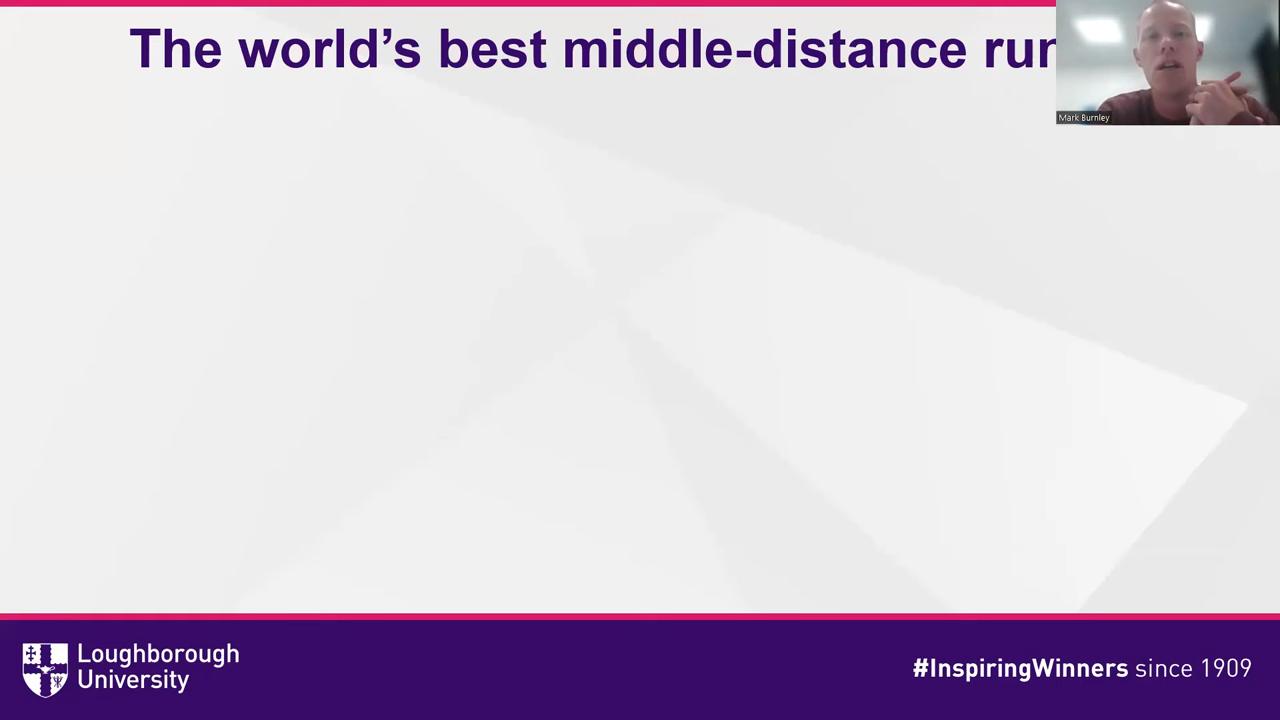 The world's best middle-distance run
Mark Burnley
Loughborough
University
#InspiringWinners since 1909